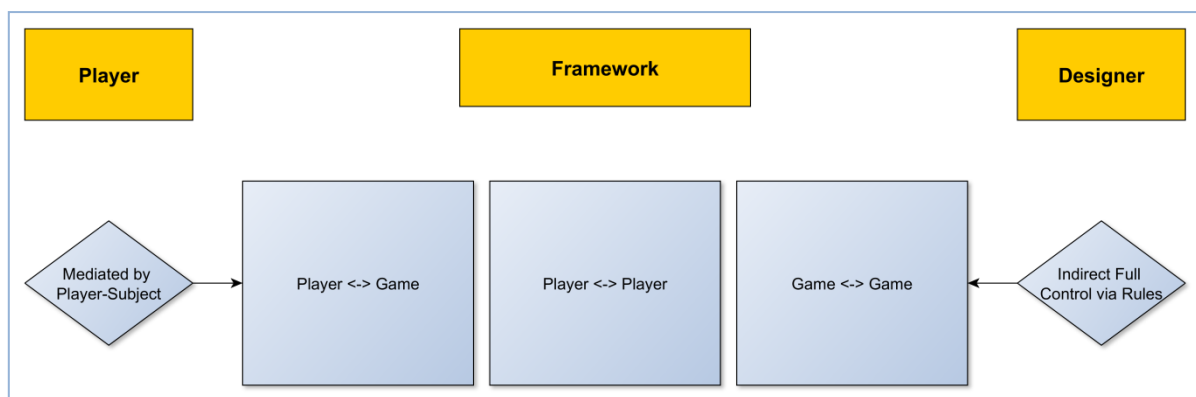 Player
Framework
Designer
Mediated by
Player-Subject
Player <-> Game
Player <-> Player
Game <-> Game
Indirect Full
Control via Rules